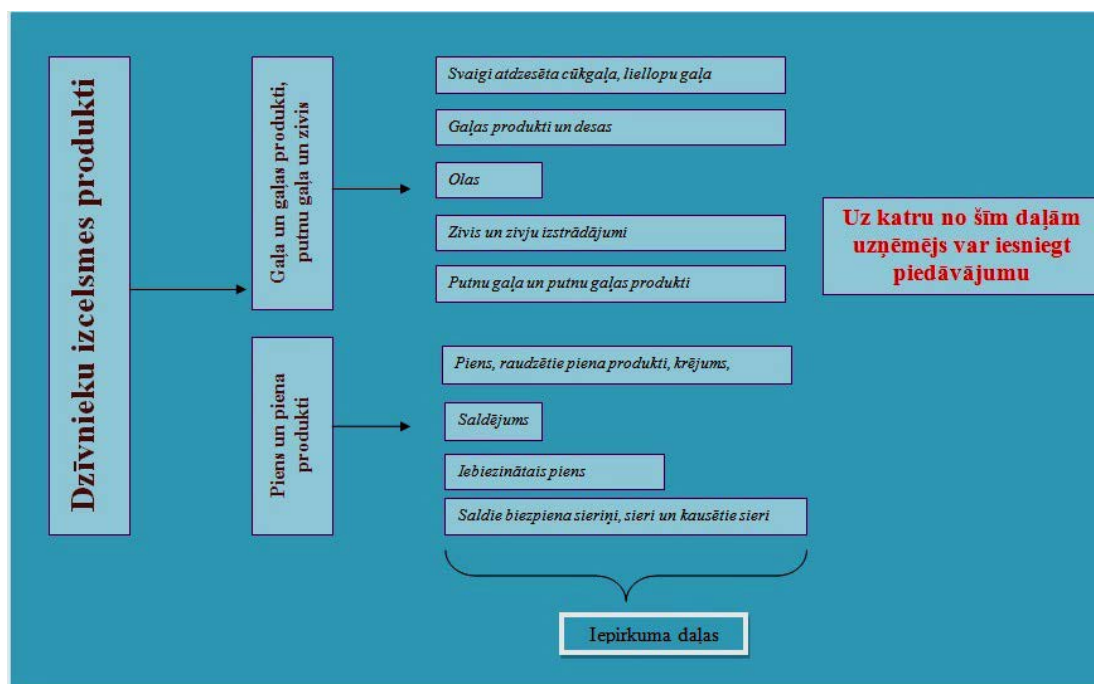 Dzīvnieku izcelsmes produkti
Gaļa un gaļas produkti,
putnu gaļa un zivis
Svaigi atdzesēta cūkgaļa, liellopu gaļa
Gaļas produkti un desas
Olas
Zivis un zivju izstrādājumi
Putnu gaļa un putnu gaļas produkti
Uz katru no šīm daļām
uzņēmējs var iesniegt
piedāvājumu
Piens un piena
produkti
Piens, raudzētie piena produkti, krējums,
Saldējums
Iebiezinātais piens
Saldie biezpiena sieriņi, sieri un kausētie sieri
Iepirkuma daļas